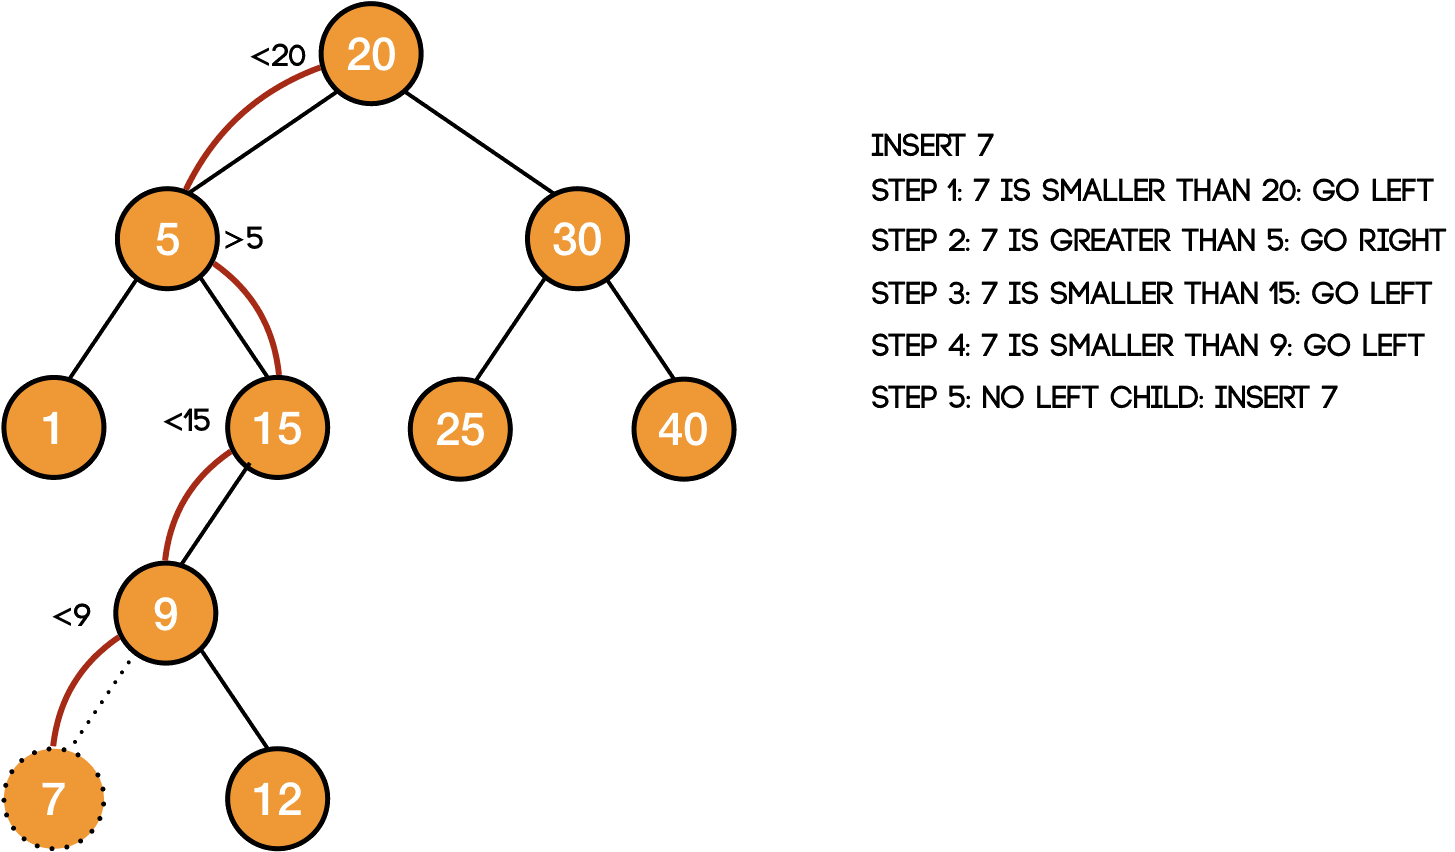 20
<20
5
>5
30
1
<15
15
25
40
<9
9
7
12
INSERT 7
STEP 1: 7 IS SMALLER THAN 20: GO LEFT
STEP 2: 7 IS GREATER THAN 5: GO RIGHT
STEP 3: 7 IS SMALLER THAN 15: GO LEFT
STEP 4: 7 IS SMALLER THAN 9: GO LEFT
STEP 5: NO LEFT CHILD: INSERT 7